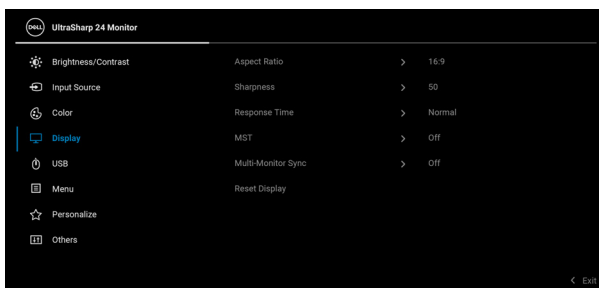 DELL UltraSharp 24 Monitor
Brightness/Contrast Aspect Ratio > 16:9
Input Source Sharpness > 50
Color Response Time > Normal
Display MST > Off
USB Multi-Monitor Sync > Off
Menu Reset Display
Personalize
Others
< Exit